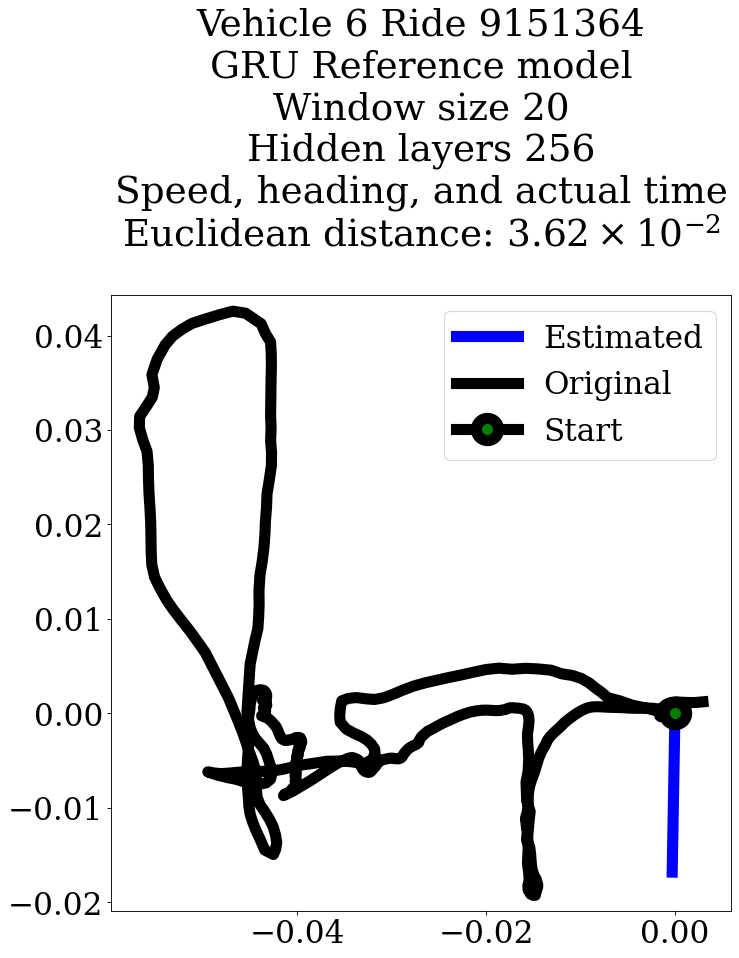 Vehicle 6 Ride 9151364
GRU Reference model
Window size 20
Hidden layers 256
Speed, heading, and actual time
Euclidean distance: 3.62 × 10⁻²
Estimated
Original
Start
0.04
0.03
0.02
0.01
0.00
−0.01
−0.02
−0.04
−0.02
0.00